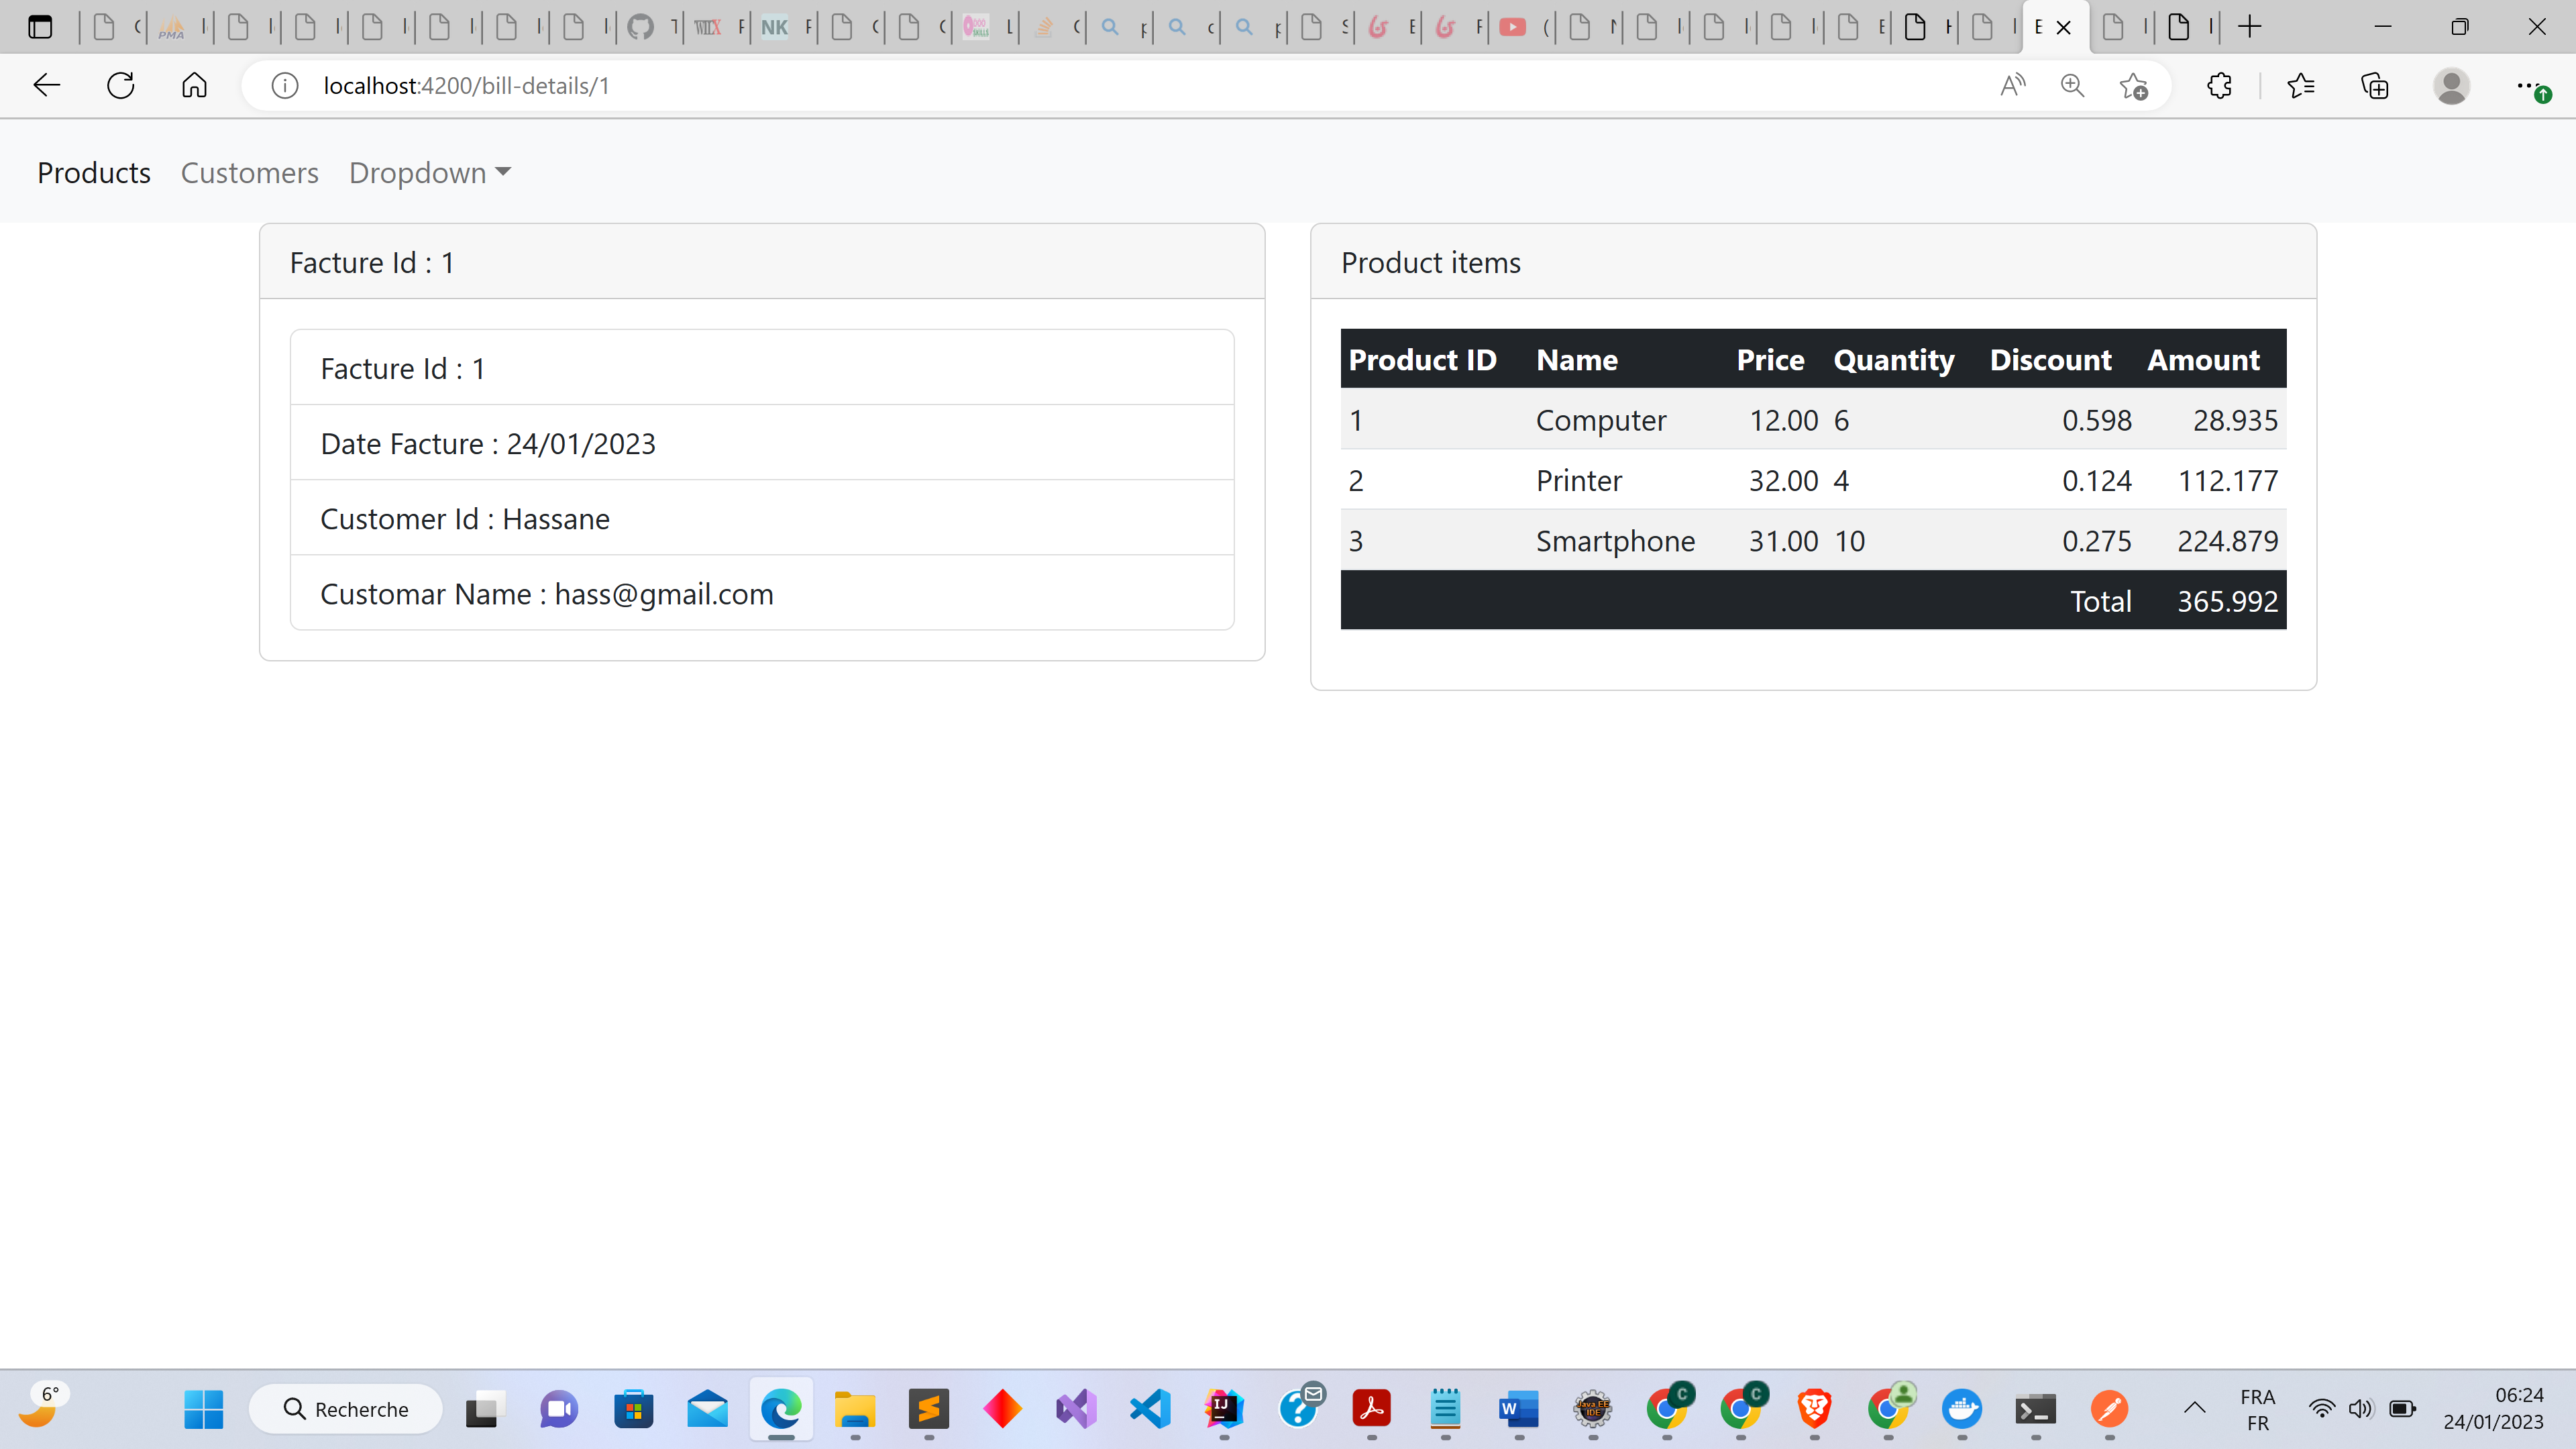 localhost:4200/bill-details/1
Products Customers Dropdown
Facture Id : 1
Facture Id : 1
Date Facture : 24/01/2023
Customer Id : Hassane
Customar Name : hass@gmail.com
Product items
Product ID Name Price Quantity Discount Amount
1 Computer 12.00 6 0.598 28.935
2 Printer 32.00 4 0.124 112.177
3 Smartphone 31.00 10 0.275 224.879
Total 365.992
6°
Recherche
FRA
FR
06:24
24/01/2023